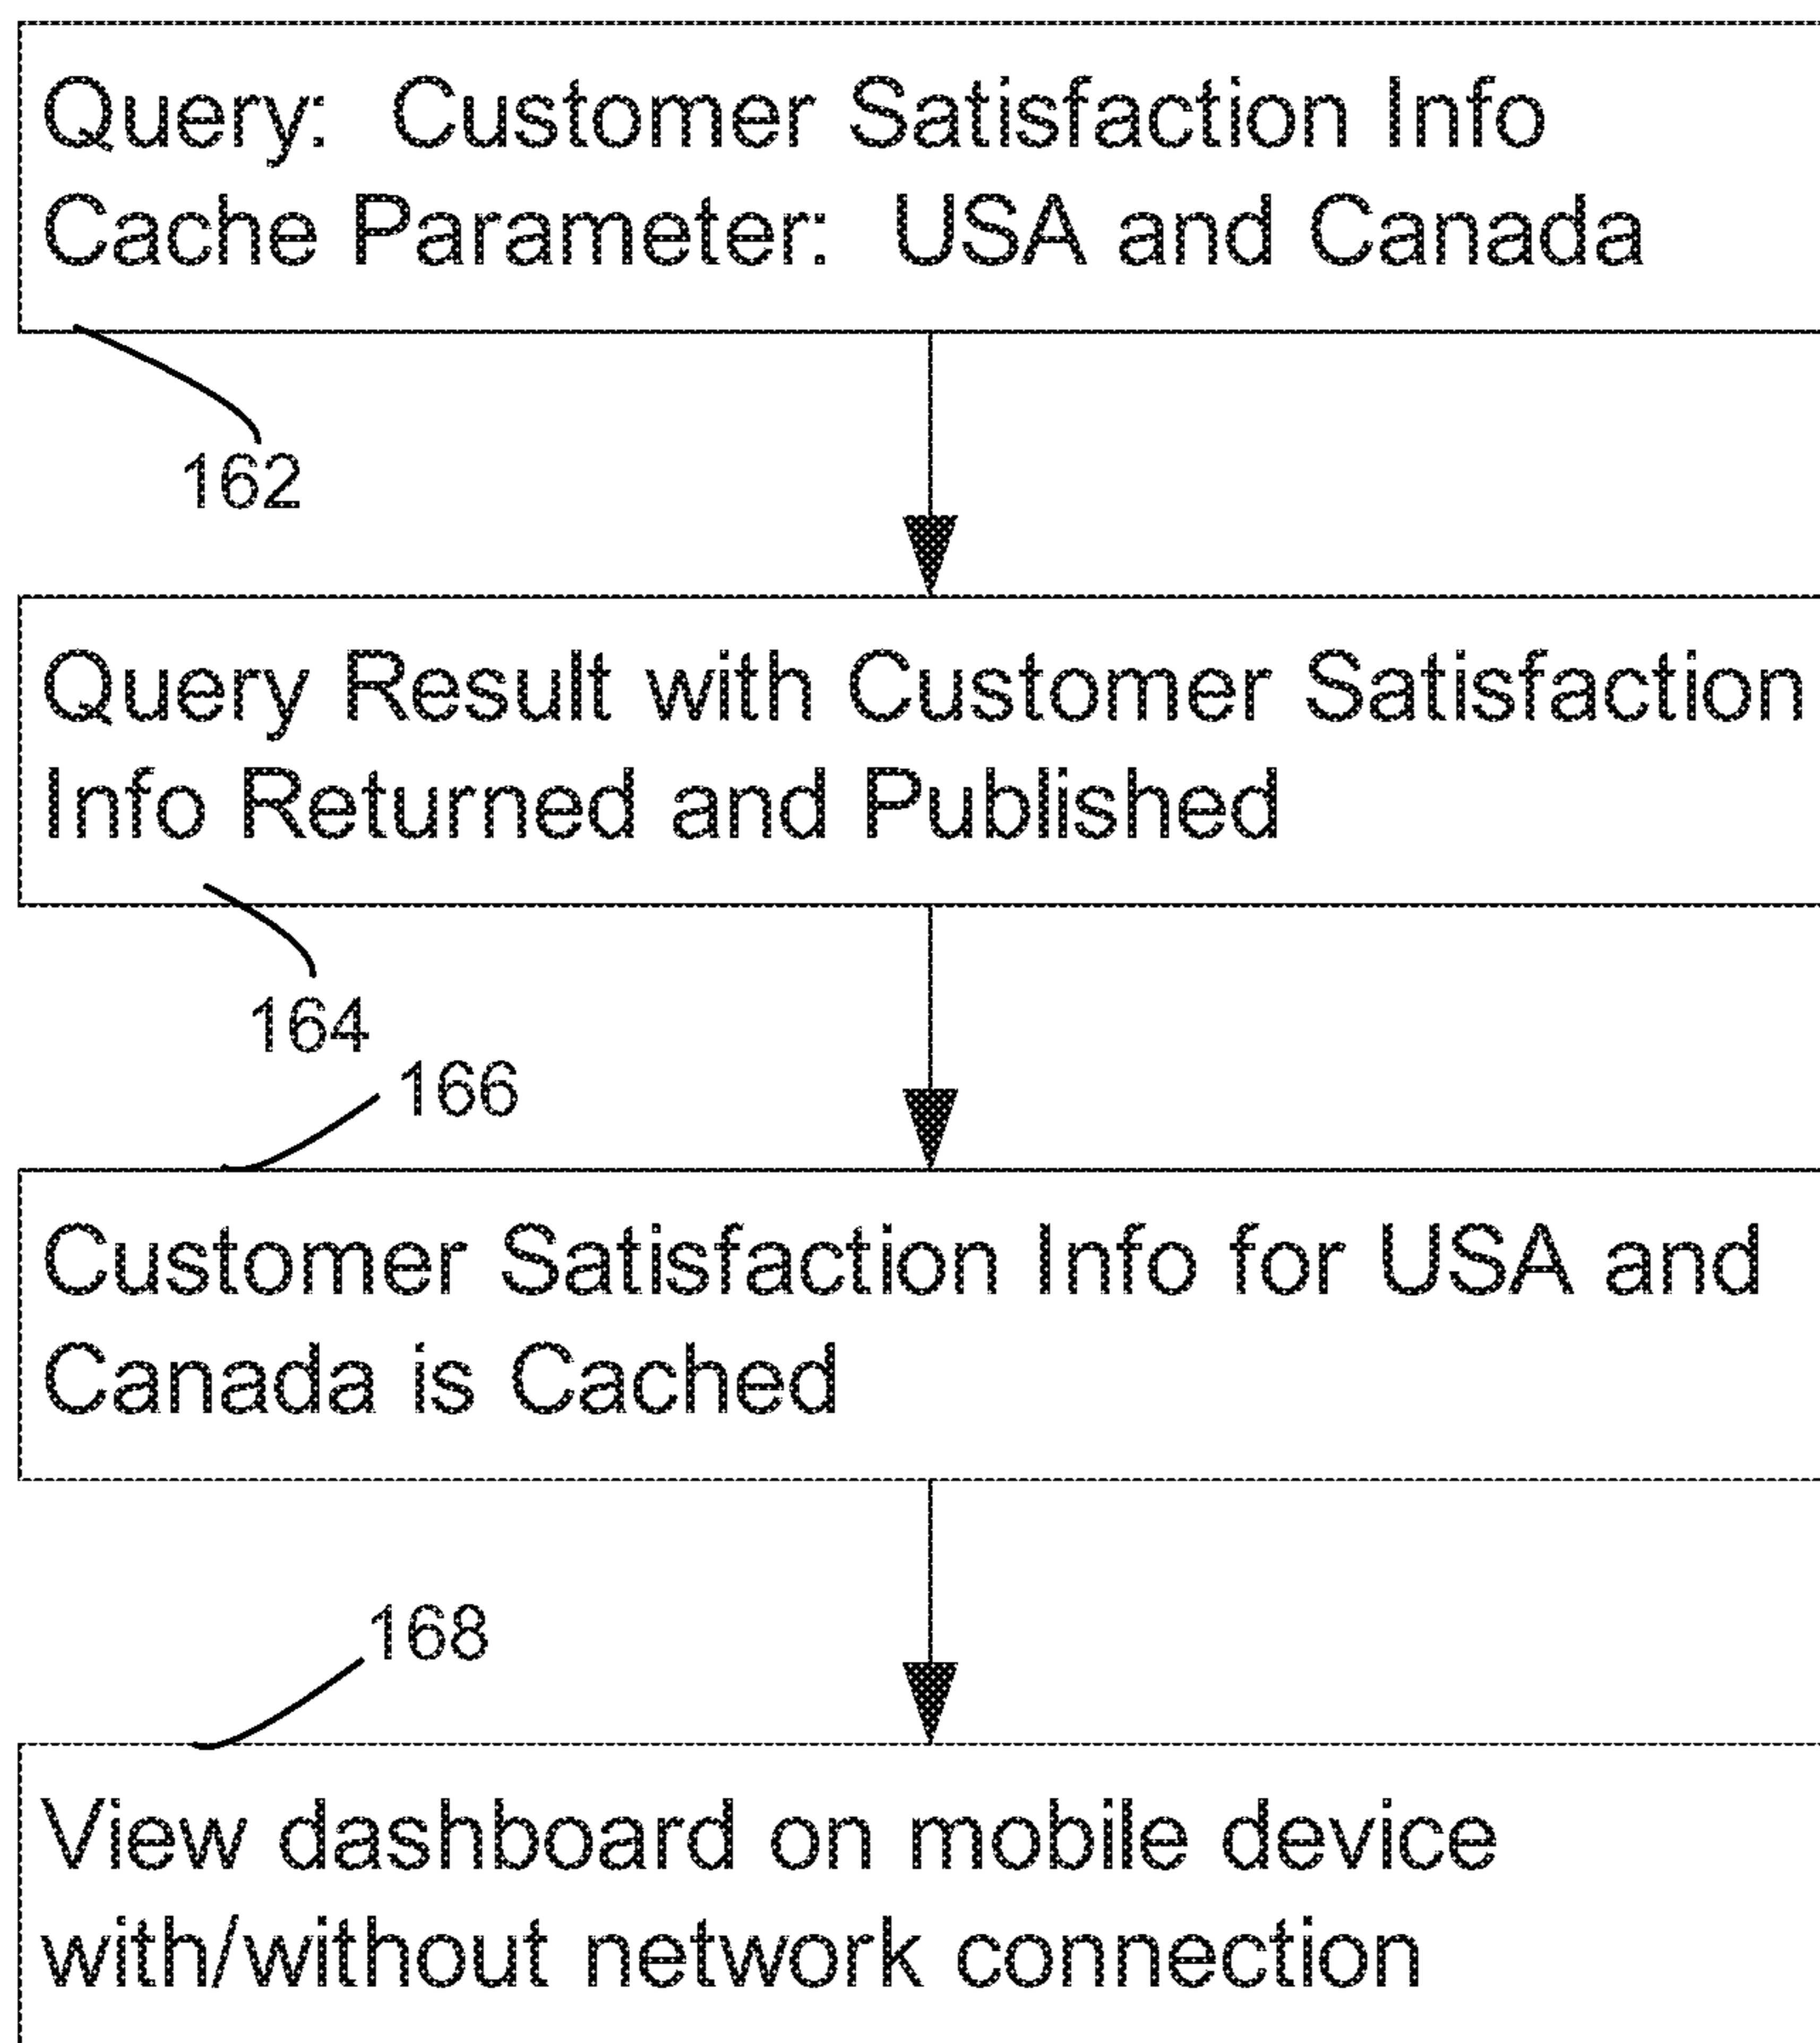 Query: Customer Satisfaction Info
Cache Parameter: USA and Canada
162
Query Result with Customer Satisfaction
Info Returned and Published
164
166
Customer Satisfaction Info for USA and
Canada is Cached
168
View dashboard on mobile device
with/without network connection